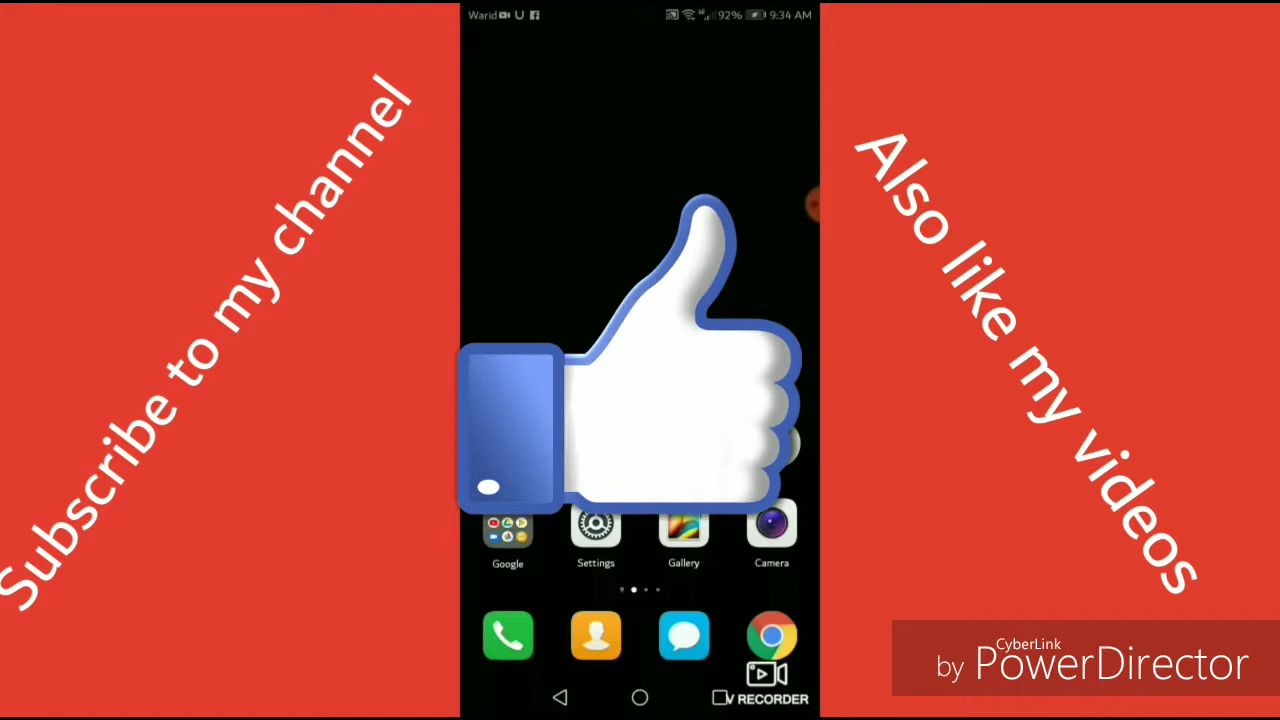 Warid 4G 92% 9:34 AM
Subscribe to my channel
Also like my videos
Google Settings Gallery Camera
V RECORDER
CyberLink
by PowerDirector